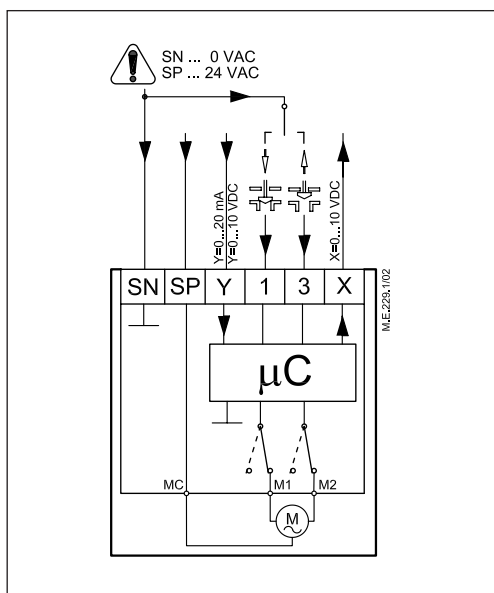 SN ... 0 VAC
SP ... 24 VAC
Y=0...20 mA
Y=0...10 VDC
X=0...10 VDC
SN SP Y 1 3 X
M.E.229.1/02
µC
MC M1 M2
M